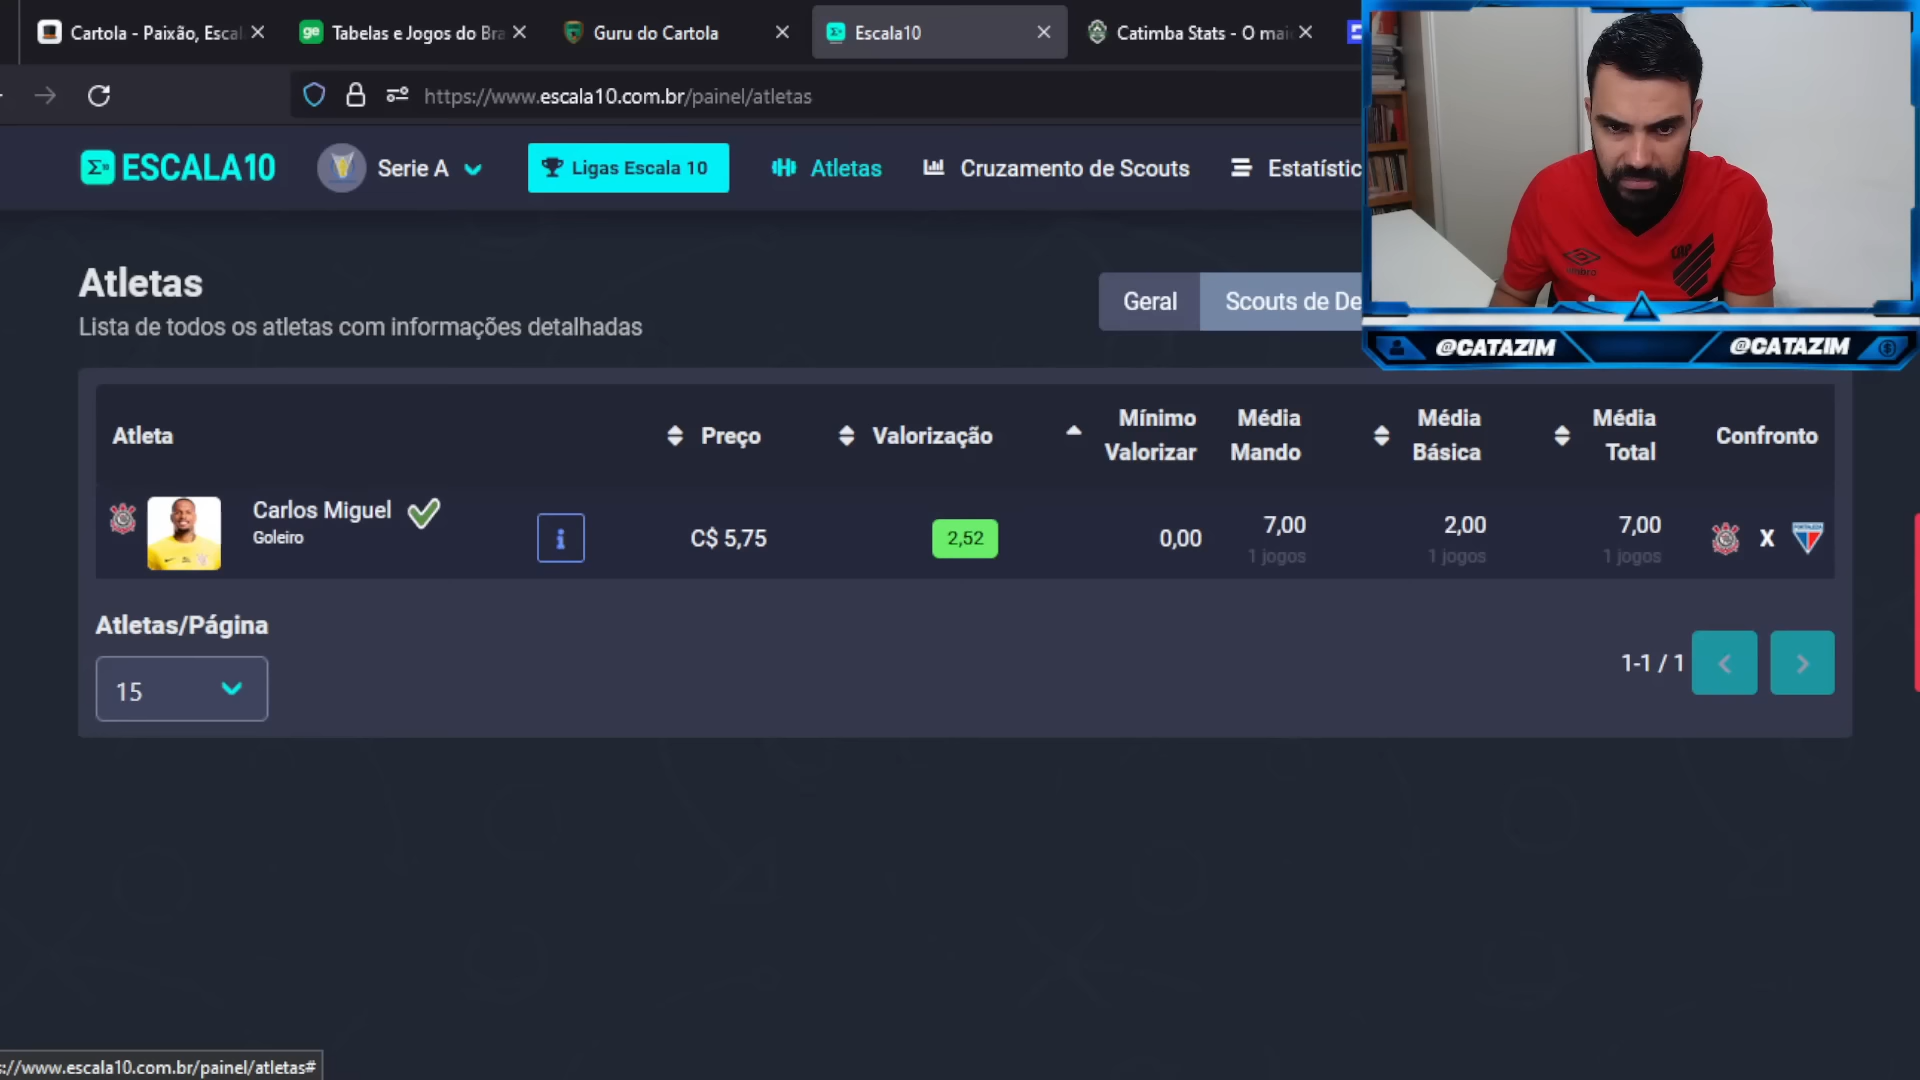 Cartola - Paixão, Escal
Tabelas e Jogos do Bra
Guru do Cartola
Escala10
Catimba Stats - O mai
https://www.escala10.com.br/painel/atletas
ESCALA10
Serie A
Ligas Escala 10
Atletas
Cruzamento de Scouts
Estatístic
Atletas
Lista de todos os atletas com informações detalhadas
Geral
Scouts de De
@CATAZIM
@CATAZIM
Atleta
Preço
Valorização
Mínimo Valorizar
Média Mando
Média Básica
Média Total
Confronto
Carlos Miguel
Goleiro
C$ 5,75
2,52
0,00
7,00
1 jogos
2,00
1 jogos
7,00
1 jogos
X
Atletas/Página
15
1-1 / 1
://www.escala10.com.br/painel/atletas#